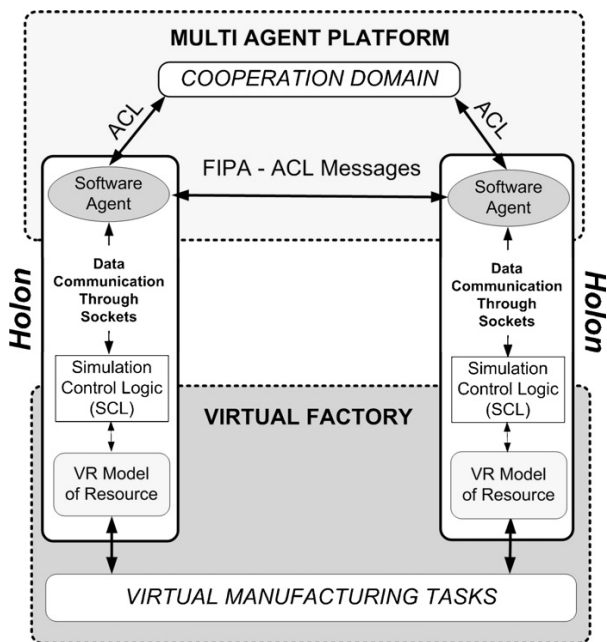 MULTI AGENT PLATFORM
COOPERATION DOMAIN
ACL
ACL
FIPA - ACL Messages
Software
Agent
Software
Agent
Holon
Data
Communication
Through
Sockets
Data
Communication
Through
Sockets
Holon
Simulation
Control Logic
(SCL)
Simulation
Control Logic
(SCL)
VIRTUAL FACTORY
VR Model
of Resource
VR Model
of Resource
VIRTUAL MANUFACTURING TASKS